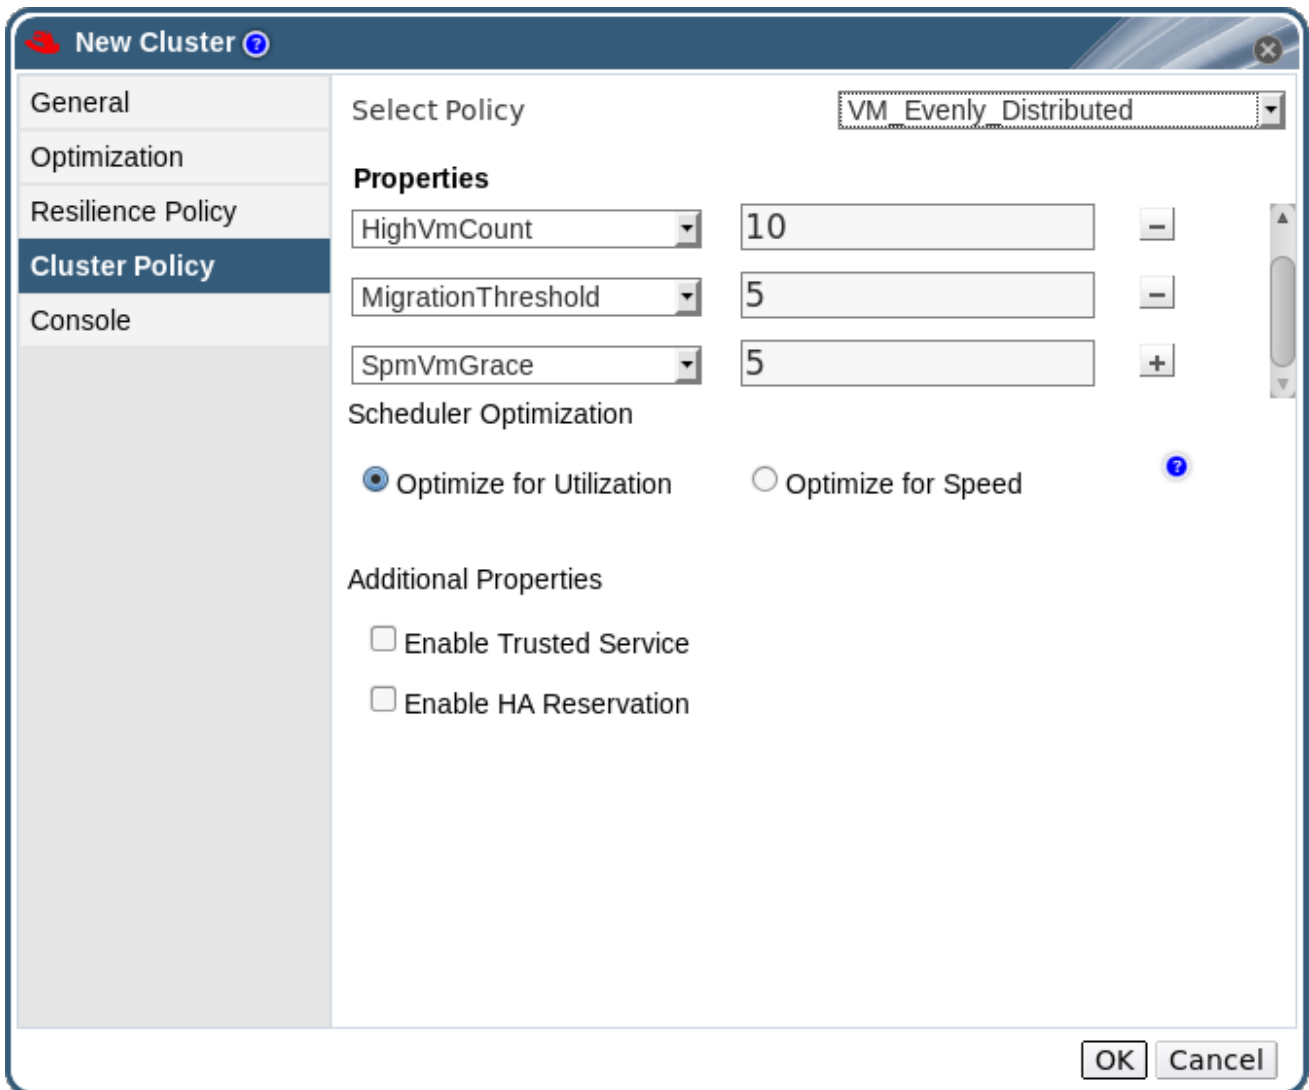 New Cluster ?
General
Optimization
Resilience Policy
Cluster Policy
Console
Select Policy VM_Evenly_Distributed
Properties
HighVmCount 10 −
MigrationThreshold 5 −
SpmVmGrace 5 +
Scheduler Optimization
Optimize for Utilization Optimize for Speed ?
Additional Properties
Enable Trusted Service
Enable HA Reservation
OK Cancel